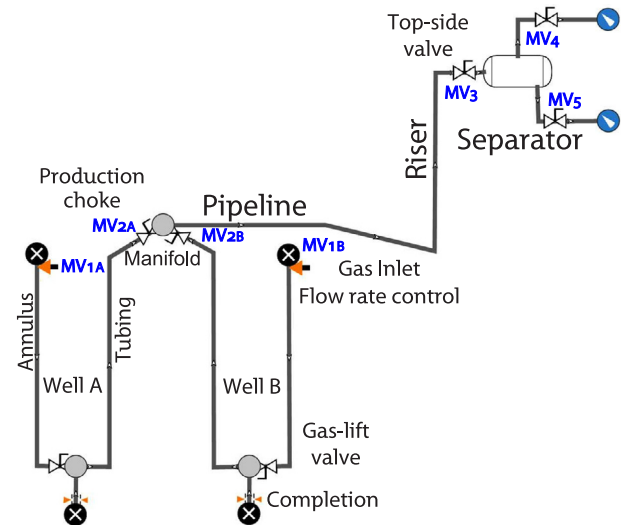 Top-side
valve
MV4
MV3
MV5
Separator
Riser
Production
choke
Pipeline
MV2A
MV2B
Manifold
MV1A
MV1B
Gas Inlet
Flow rate control
Annulus
Tubing
Well A
Well B
Gas-lift
valve
Completion